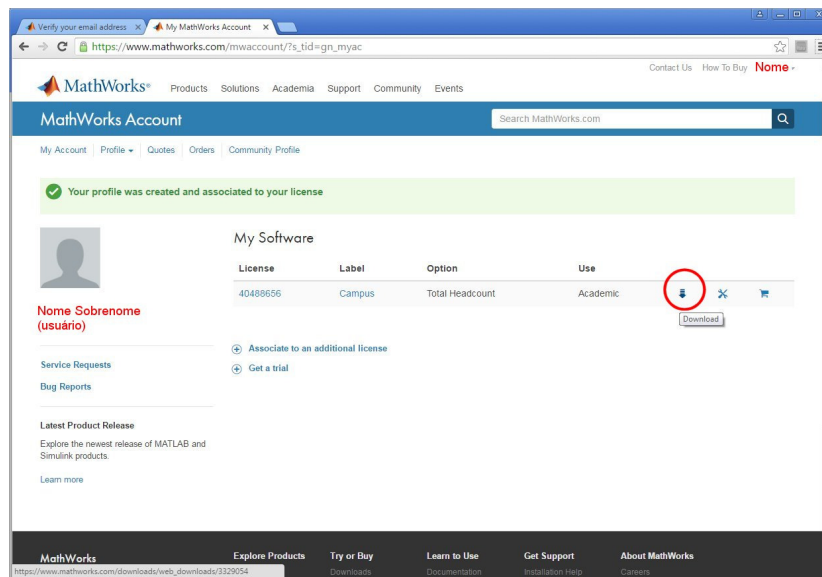 Verify your email address
My MathWorks Account
https://www.mathworks.com/mwaccount/?s_tid=gn_myac
Contact Us How To Buy Nome
MathWorks® Products Solutions Academia Support Community Events
MathWorks Account
Search MathWorks.com
My Account Profile Quotes Orders Community Profile
Your profile was created and associated to your license
My Software
License Label Option Use
40488656 Campus Total Headcount Academic
Download
Nome Sobrenome
(usuário)
Associate to an additional license
Get a trial
Service Requests
Bug Reports
Latest Product Release
Explore the newest release of MATLAB and
Simulink products.
Learn more
MathWorks Explore Products Try or Buy Learn to Use Get Support About MathWorks
https://www.mathworks.com/downloads/web_downloads/3329054 Downloads Documentation Installation Help Careers